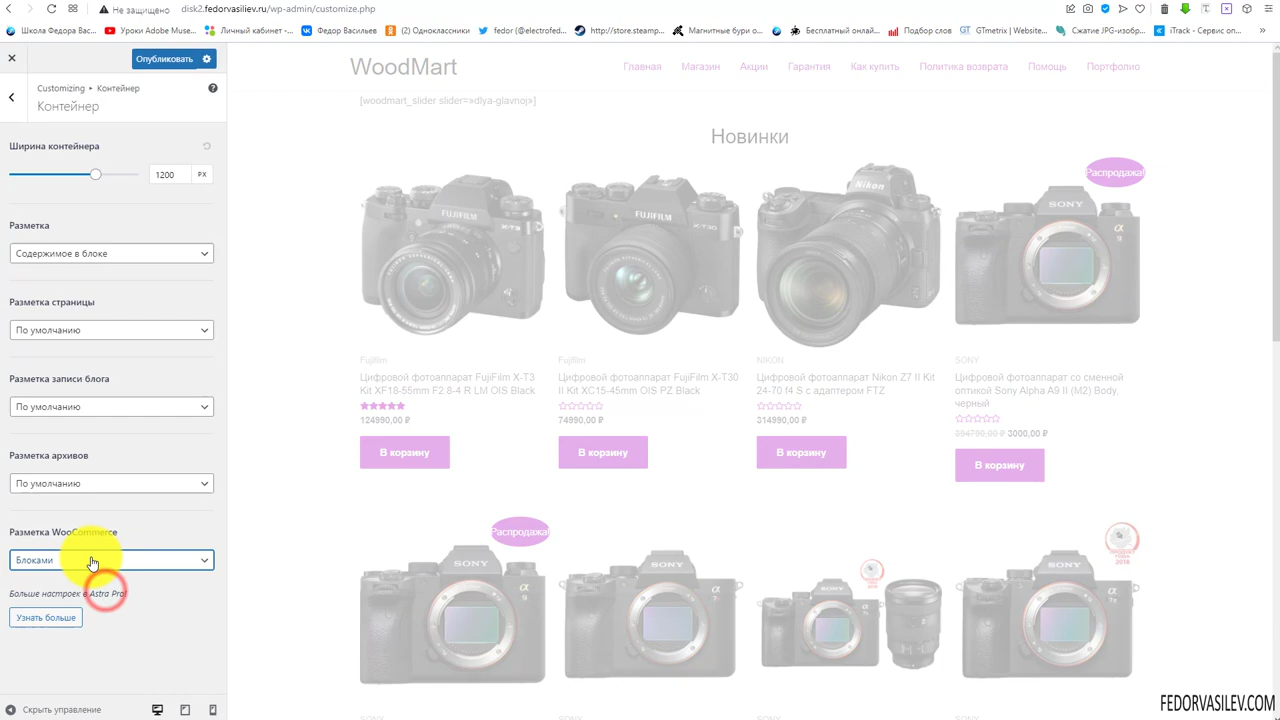 Не защищено disk2.fedorvasiliev.ru/wp-admin/customize.php
Школа Федора Вас...
Уроки Adobe Muse...
Личный кабинет -...
Федор Васильев
(2) Одноклассники
fedor (@electrofed...
http://store.steamp...
Магнитные бури о...
Бесплатный онлай...
Подбор слов
GTmetrix | Website...
Сжатие JPG-изобр...
iTrack - Сервис оп...
Опубликовать
Customizing ▸ Контейнер
Контейнер
Ширина контейнера
1200 PX
Разметка
Содержимое в блоке
Разметка страницы
По умолчанию
Разметка записи блога
По умолчанию
По умолчанию
Разметка WooCommerce
Блоками
Больше настроек в Astra Pro!
Узнать больше
Скрыть управление
WoodMart
Главная Магазин Акции Гарантия Как купить Политика возврата Помощь Портфолио
[woodmart_slider slider=»dlya-glavnoj»]
Новинки
Распродажа!
Fujifilm
Цифровой фотоаппарат FujiFilm X-T3
Kit XF18-55mm F2.8-4 R LM OIS Black
124990,00 ₽
В корзину
Fujifilm
Цифровой фотоаппарат FujiFilm X-T30
II Kit XC15-45mm OIS PZ Black
74990,00 ₽
В корзину
NIKON
Цифровой фотоаппарат Nikon Z7 II Kit
24-70 f4 S с адаптером FTZ
314990,00 ₽
В корзину
SONY
Цифровой фотоаппарат со сменной
оптикой Sony Alpha A9 II (M2) Body,
черный
394790,00 ₽ 3000,00 ₽
В корзину
Распродажа!
SONY
SONY
SONY
SONY
FEDORVASILEV.COM